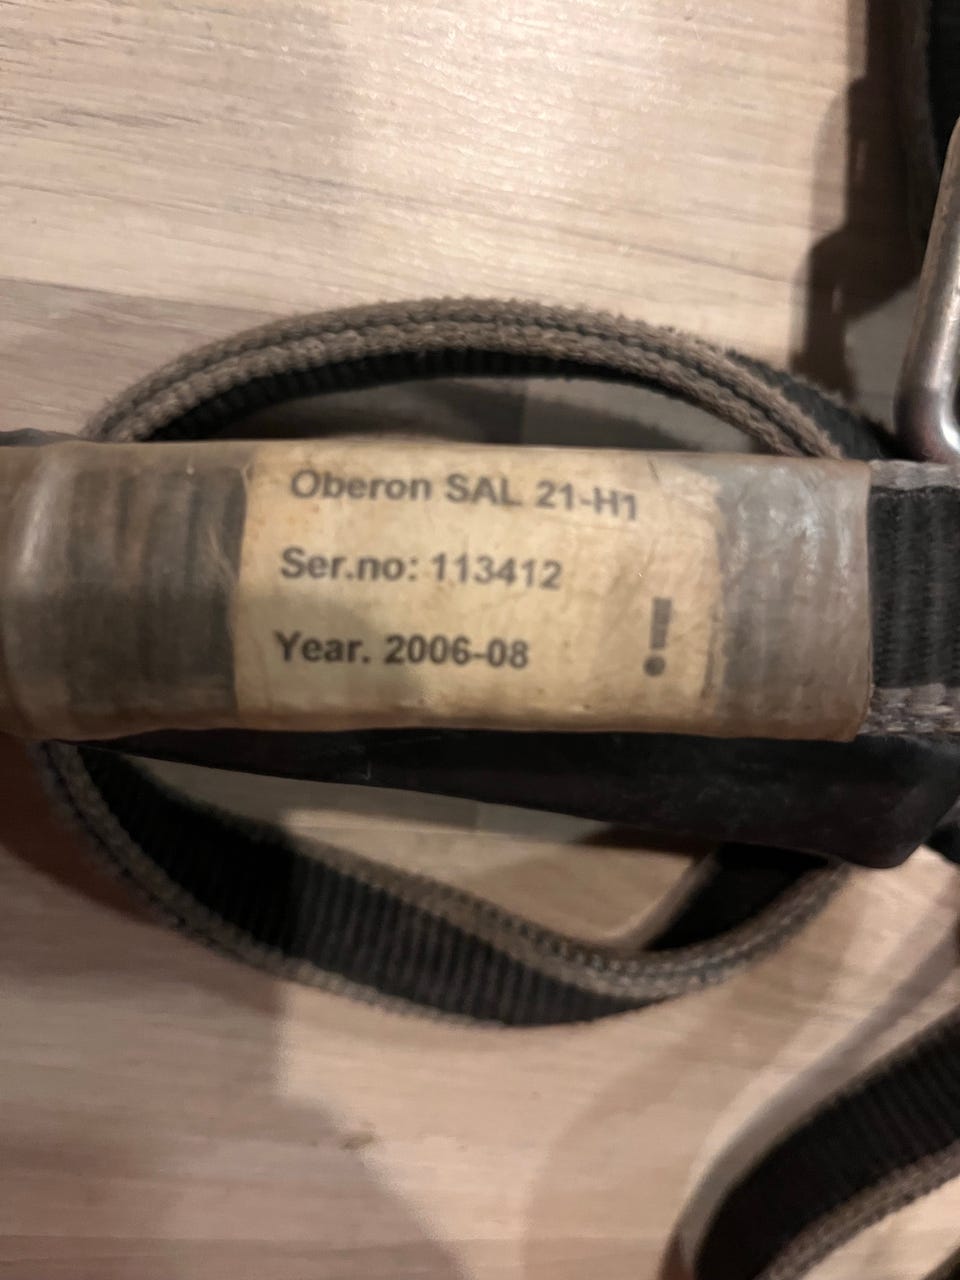 Oberon SAL 21-H1
Ser.no: 113412
Year. 2006-08
!